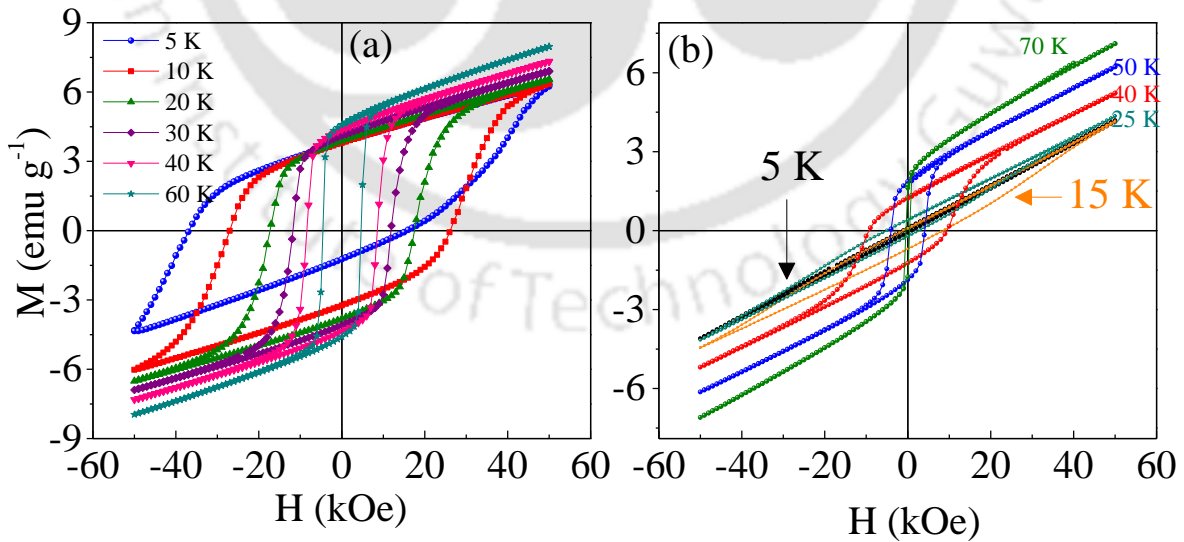 (a)
5 K
10 K
20 K
30 K
40 K
60 K
M (emu g⁻¹)
9
6
3
0
-3
-6
-9
-60 -40 -20 0 20 40 60
H (kOe)
(b)
70 K
50 K
40 K
25 K
5 K
15 K
6
3
0
-3
-6
-60 -40 -20 0 20 40 60
H (kOe)
of Technology